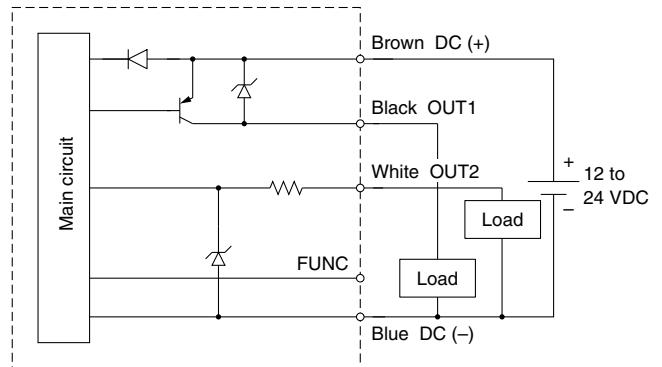 Main circuit
Brown DC (+)
Black OUT1
White OUT2
FUNC
Blue DC (–)
Load
Load
+
12 to
–
24 VDC